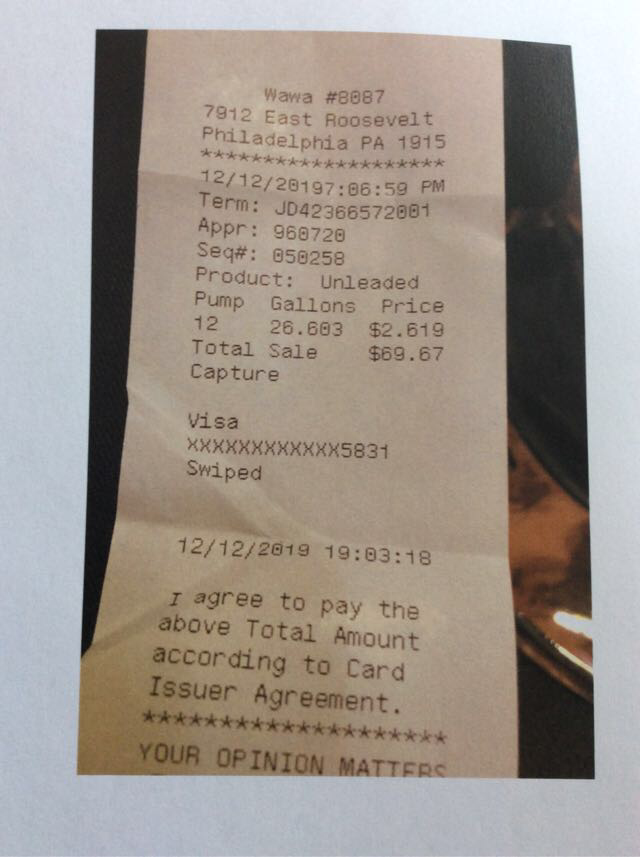 Wawa #8087
7912 East Roosevelt
Philadelphia PA 1915
********************
12/12/20197:06:59 PM
Term: JD42366572001
Appr: 960720
Seq#: 050258
Product: Unleaded
Pump Gallons Price
12 26.603 $2.619
Total Sale $69.67
Capture
Visa
XXXXXXXXXXXX5831
Swiped
12/12/2019 19:03:18
I agree to pay the
above Total Amount
according to Card
Issuer Agreement.
********************
YOUR OPINION MATTERS